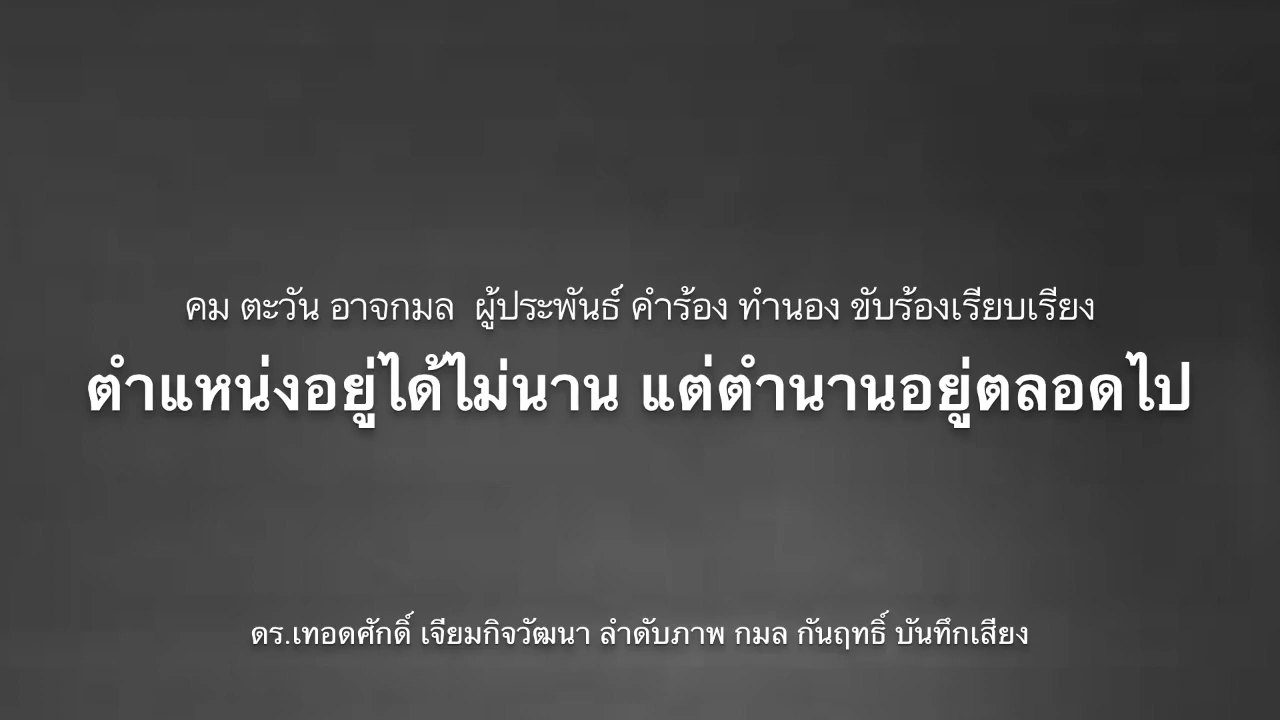 คม ตะวัน อาจกมล  ผู้ประพันธ์ คำร้อง ทำนอง ขับร้องเรียบเรียง
ตำแหน่งอยู่ได้ไม่นาน แต่ตำนานอยู่ตลอดไป
ดร.เทอดศักดิ์ เจียมกิจวัฒนา ลำดับภาพ กมล กันฤทธิ์ บันทึกเสียง